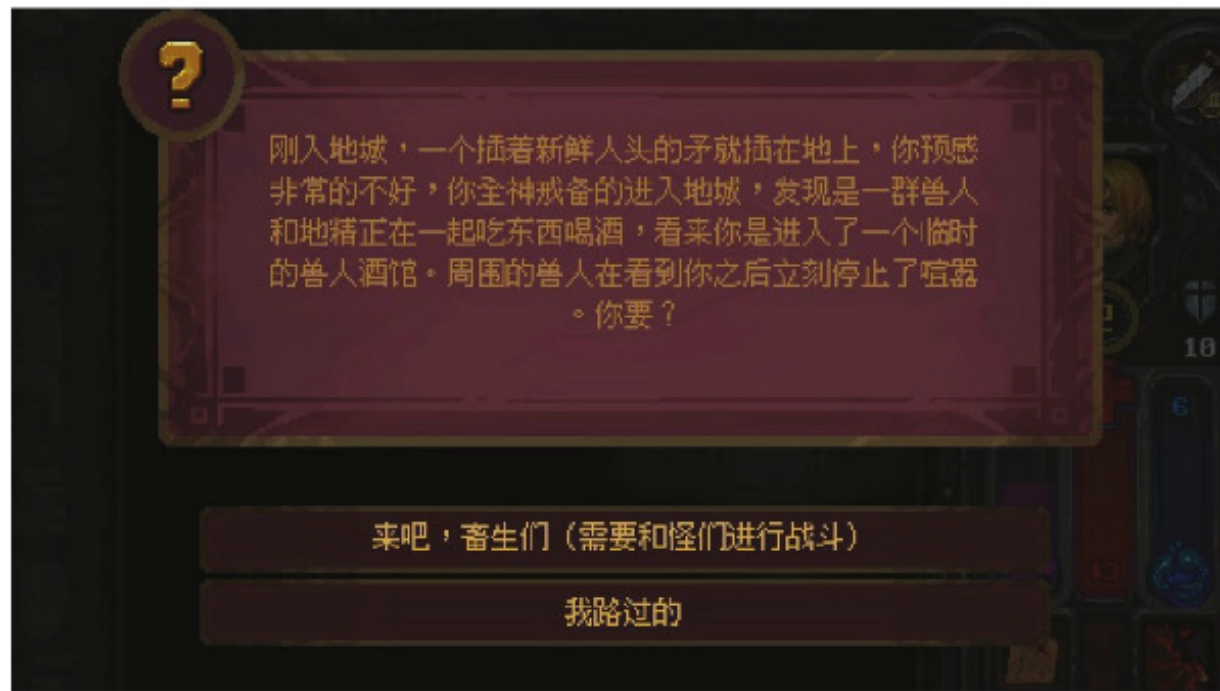 ?
刚入地城，一个插着新鲜人头的矛就插在地上，你预感
非常的不好，你全神戒备的进入地城，发现是一群兽人
和地精正在一起吃东西喝酒，看来你是进入了一个临时
的兽人酒馆。周围的兽人在看到你之后立刻停止了喧嚣
。你要？
10
6
来吧，畜生们（需要和怪们进行战斗）
我路过的